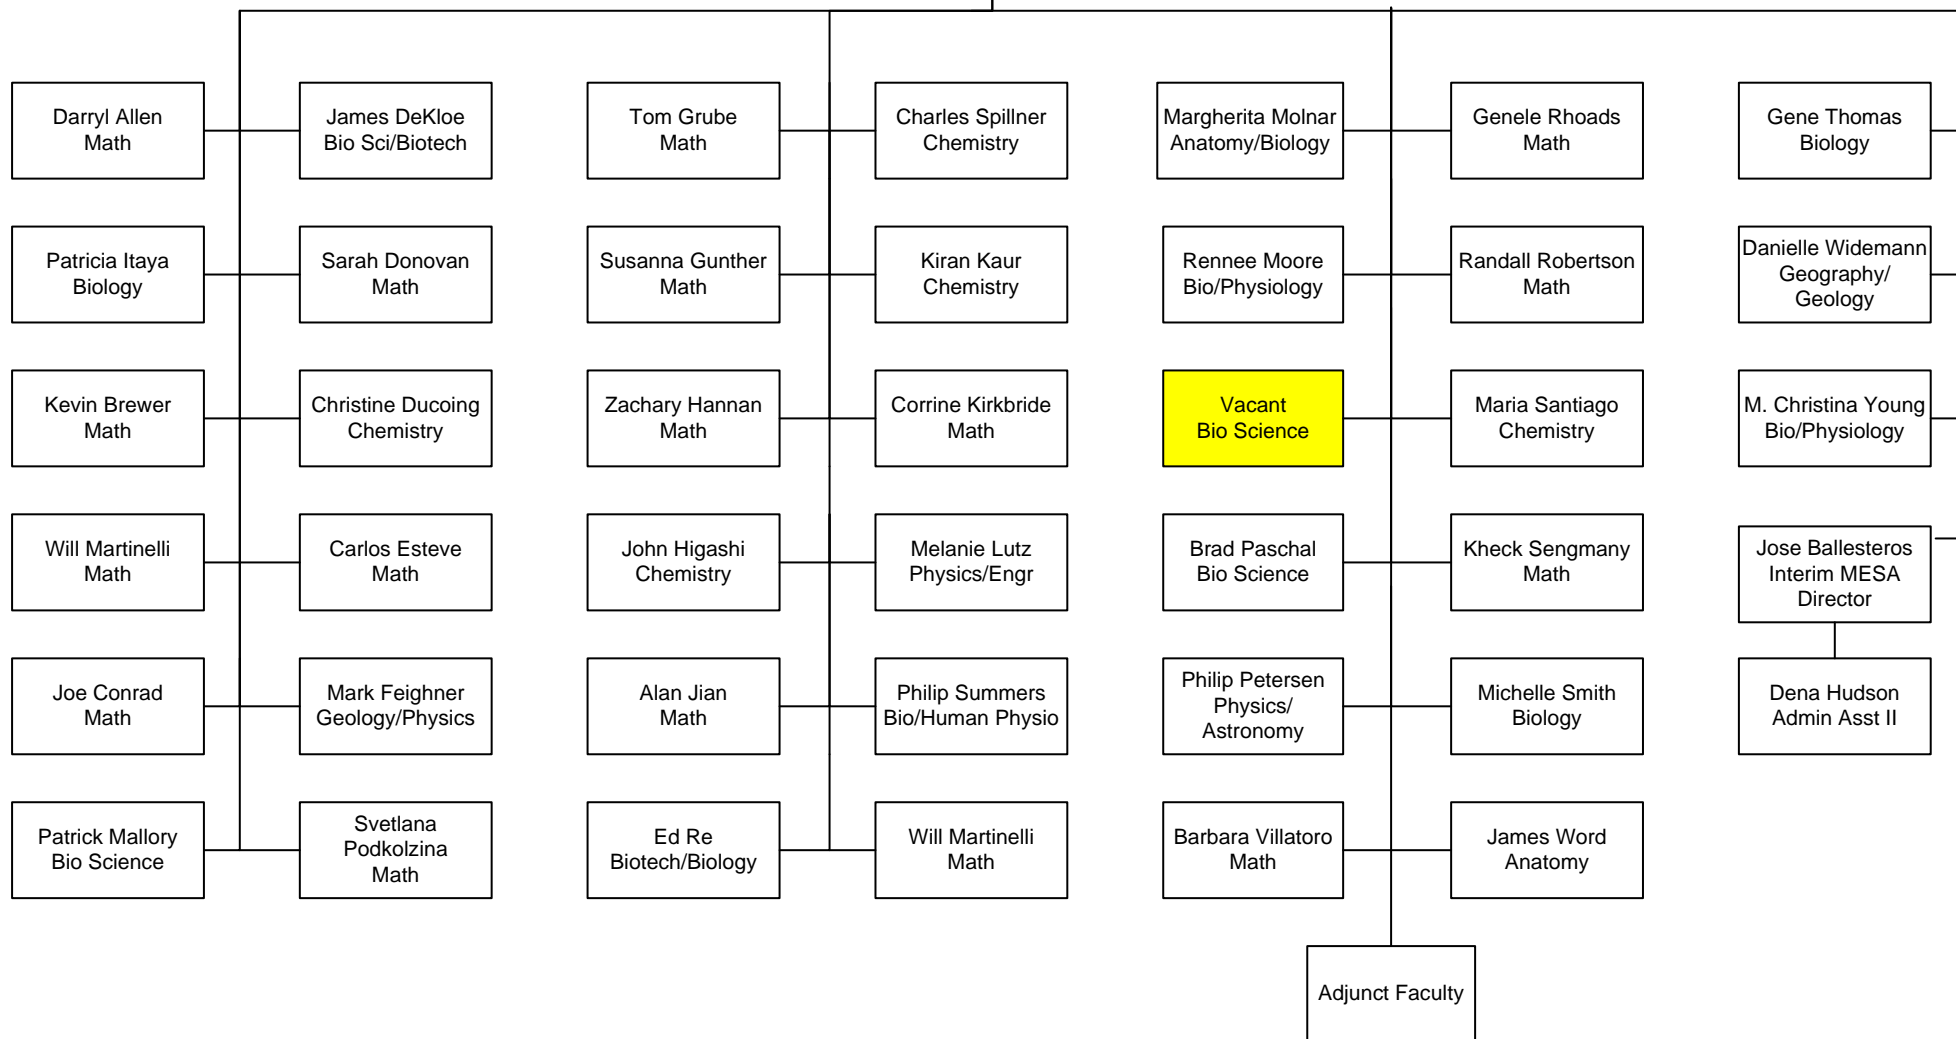 Darryl Allen
Math
James DeKloe
Bio Sci/Biotech
Tom Grube
Math
Charles Spillner
Chemistry
Margherita Molnar
Anatomy/Biology
Genele Rhoads
Math
Gene Thomas
Biology
Patricia Itaya
Biology
Sarah Donovan
Math
Susanna Gunther
Math
Kiran Kaur
Chemistry
Rennee Moore
Bio/Physiology
Randall Robertson
Math
Danielle Widemann
Geography/
Geology
Kevin Brewer
Math
Christine Ducoing
Chemistry
Zachary Hannan
Math
Corrine Kirkbride
Math
Vacant
Bio Science
Maria Santiago
Chemistry
M. Christina Young
Bio/Physiology
Will Martinelli
Math
Carlos Esteve
Math
John Higashi
Chemistry
Melanie Lutz
Physics/Engr
Brad Paschal
Bio Science
Kheck Sengmany
Math
Jose Ballesteros
Interim MESA
Director
Joe Conrad
Math
Mark Feighner
Geology/Physics
Alan Jian
Math
Philip Summers
Bio/Human Physio
Philip Petersen
Physics/
Astronomy
Michelle Smith
Biology
Dena Hudson
Admin Asst II
Patrick Mallory
Bio Science
Svetlana
Podkolzina
Math
Ed Re
Biotech/Biology
Will Martinelli
Math
Barbara Villatoro
Math
James Word
Anatomy
Adjunct Faculty